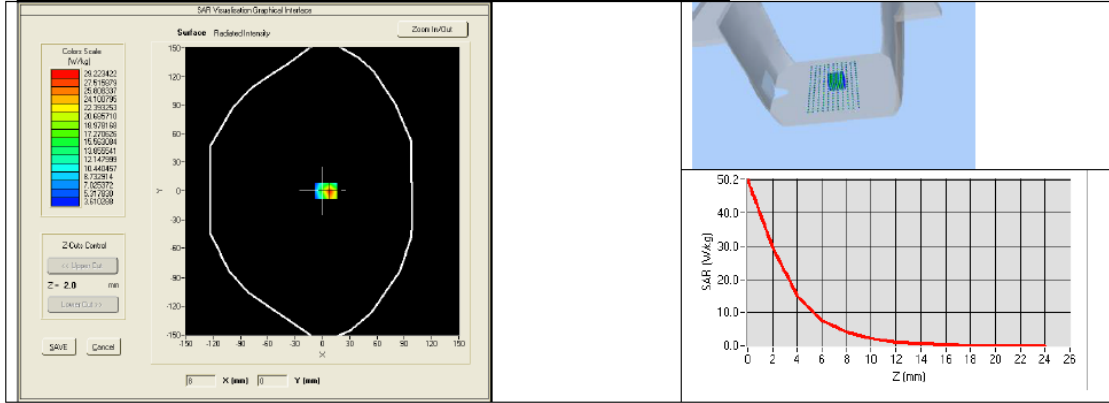 SAR Visualisation Graphical Interface
Surface Radiated Intensity
Zoom In/Out
Colors Scale
(W/kg)
29.223422
27.515879
25.808337
24.100795
22.393253
20.685710
18.978168
17.270626
15.563084
13.855541
12.147999
10.440457
8.732914
7.025372
5.317830
3.610288
Z-Cuts Control
<< Upper Cut
Z = 2.0 mm
Lower Cut >>
SAVE Cancel
150-
120-
90-
60-
30-
0-
-30-
-60-
-90-
-120-
-150-
Y
-150 -120 -90 -60 -30 0 30 60 90 120 150
X
8 X (mm) 0 Y (mm)
50.2-
40.0-
30.0-
20.0-
10.0-
0.0-
SAR (W/kg)
0 2 4 6 8 10 12 14 16 18 20 22 24 26
Z (mm)